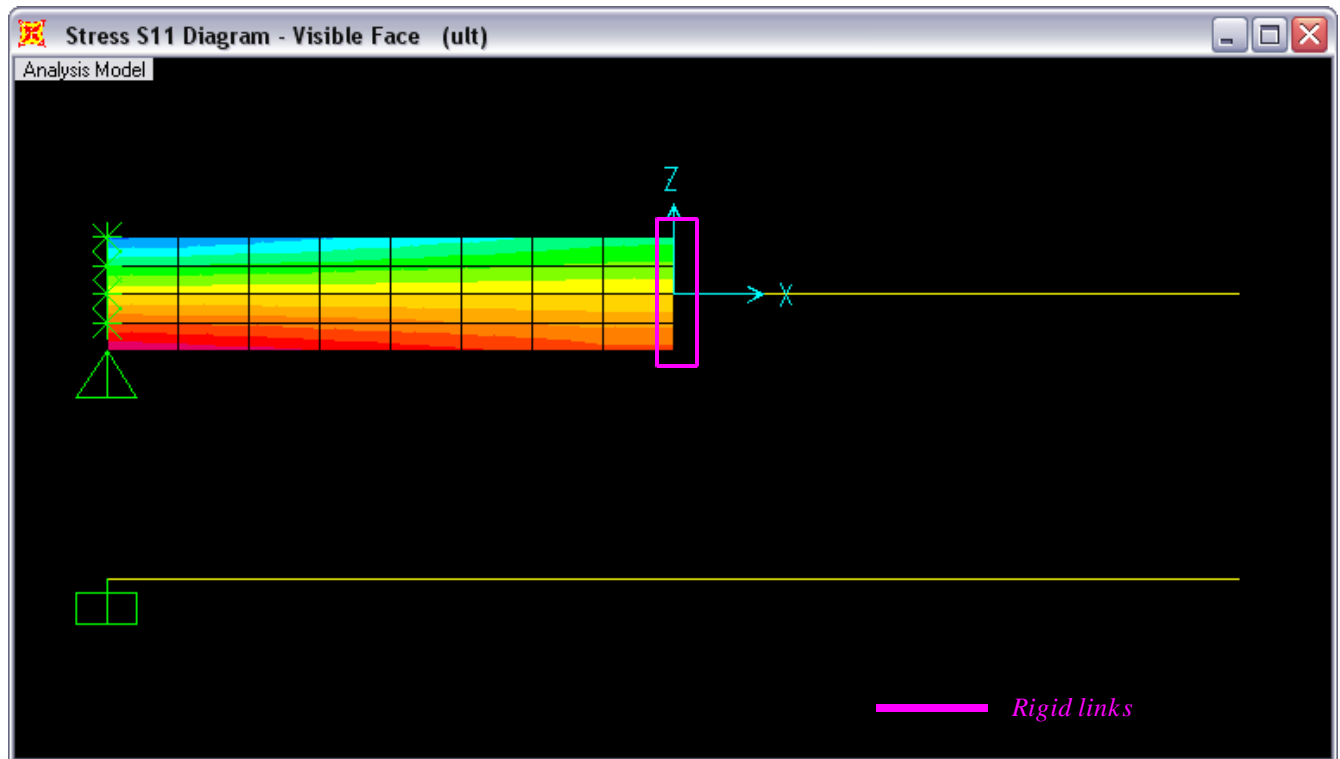 Stress S11 Diagram - Visible Face (ult)
Analysis Model
Z
X
Rigid links